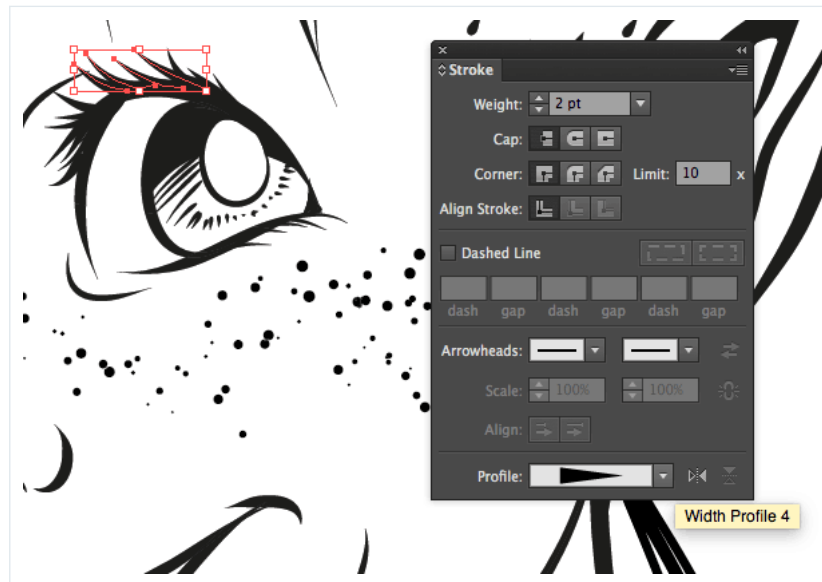 Stroke
Weight: 2 pt
Cap:
Corner: Limit: 10 x
Align Stroke:
Dashed Line
dash gap dash gap dash gap
Arrowheads:
Scale: 100% 100%
Align:
Profile:
Width Profile 4